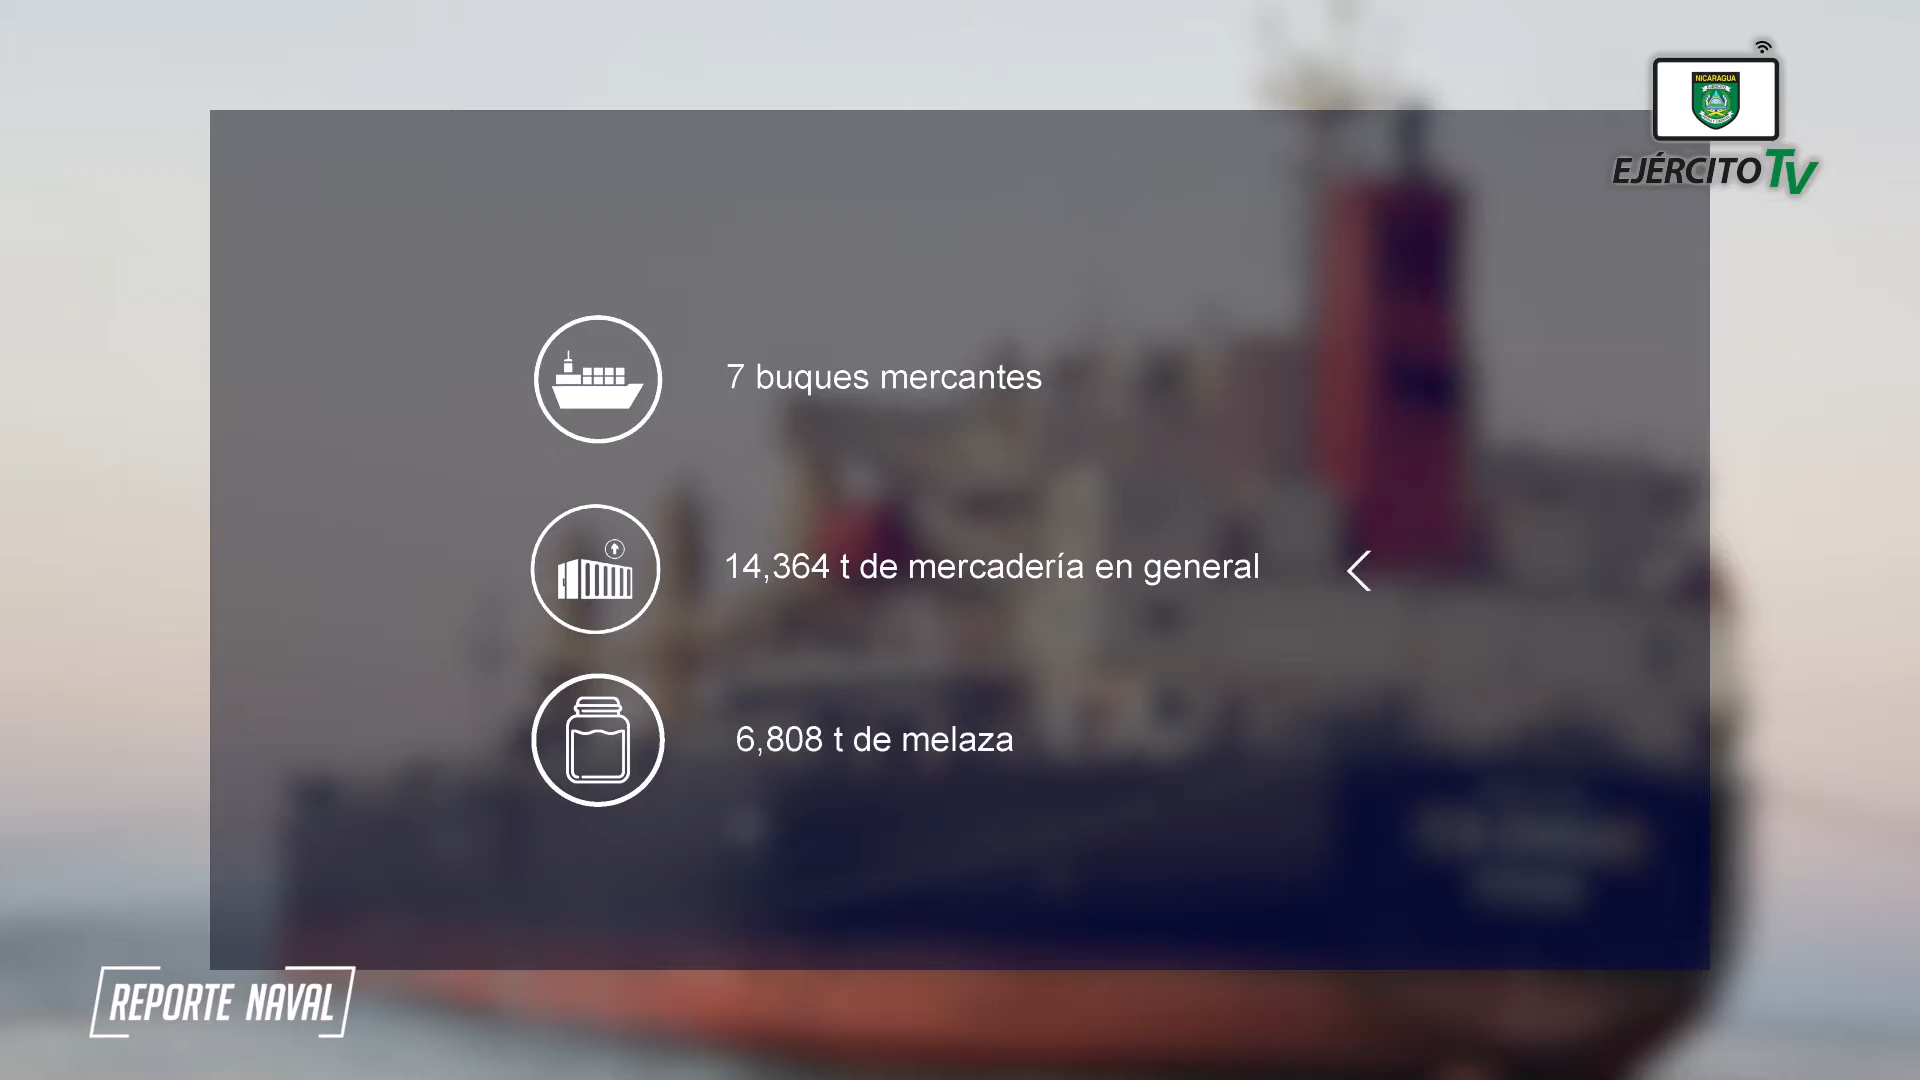 NICARAGUA
EJÉRCITO TV
7 buques mercantes
14,364 t de mercadería en general
6,808 t de melaza
REPORTE NAVAL